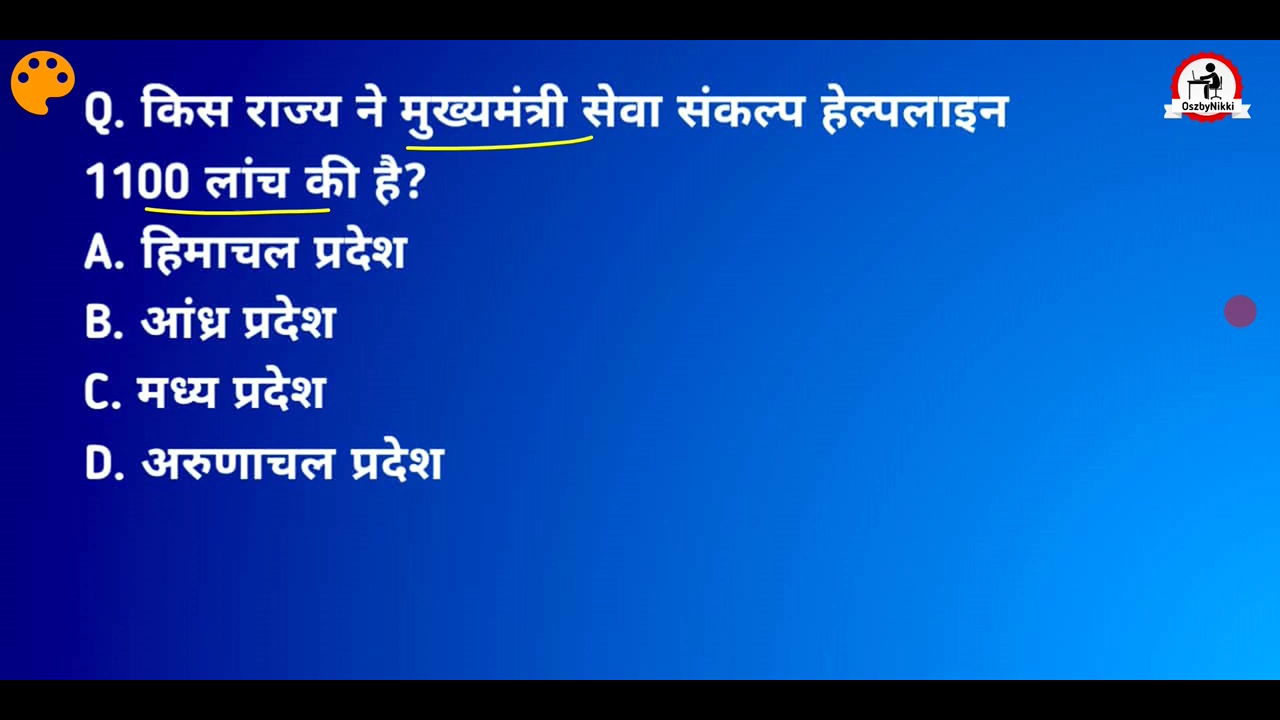 Q. किस राज्य ने मुख्यमंत्री सेवा संकल्प हेल्पलाइन
1100 लांच की है?
A. हिमाचल प्रदेश
B. आंध्र प्रदेश
C. मध्य प्रदेश
D. अरुणाचल प्रदेश
OszbyNikki